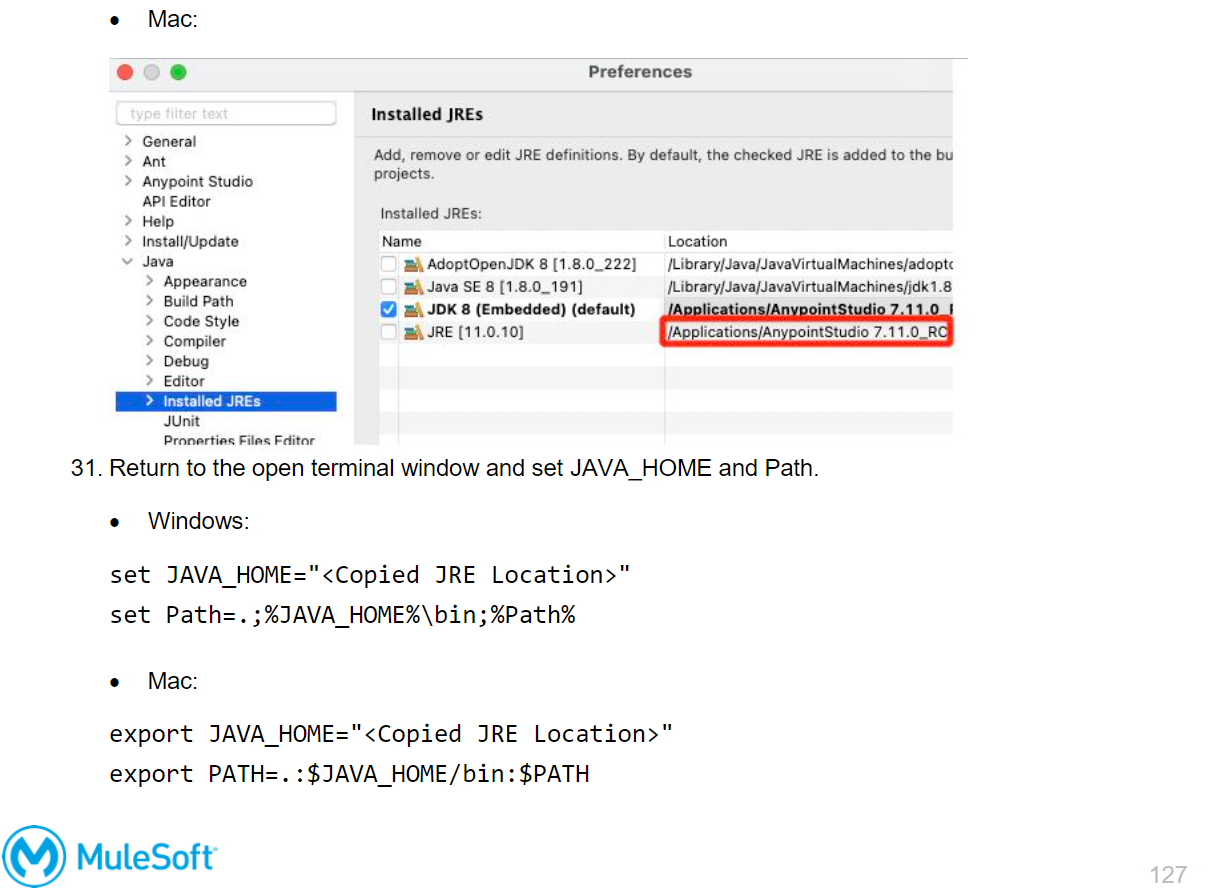 • Mac:
Preferences
type filter text
Installed JREs
> General
> Ant
> Anypoint Studio
API Editor
> Help
> Install/Update
Java
> Appearance
> Build Path
> Code Style
> Compiler
> Debug
> Editor
> Installed JREs
JUnit
Properties Files Editor
Add, remove or edit JRE definitions. By default, the checked JRE is added to the bu
projects.
Installed JREs:
Name Location
AdoptOpenJDK 8 [1.8.0_222] /Library/Java/JavaVirtualMachines/adopto
Java SE 8 [1.8.0_191] /Library/Java/JavaVirtualMachines/jdk1.8
JDK 8 (Embedded) (default) /Applications/AnypointStudio 7.11.0_
JRE [11.0.10] /Applications/AnypointStudio 7.11.0_RC
31. Return to the open terminal window and set JAVA_HOME and Path.
• Windows:
set JAVA_HOME="<Copied JRE Location>"
set Path=.;%JAVA_HOME%\bin;%Path%
• Mac:
export JAVA_HOME="<Copied JRE Location>"
export PATH=.:$JAVA_HOME/bin:$PATH
MuleSoft
127